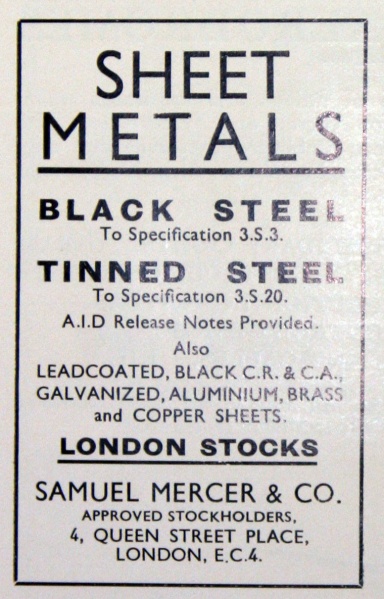 SHEET
METALS
BLACK STEEL
To Specification 3.S.3.
TINNED STEEL
To Specification 3.S.20.
A.I.D Release Notes Provided.
Also
LEADCOATED, BLACK C.R. & C.A.,
GALVANIZED, ALUMINIUM, BRASS
and COPPER SHEETS.
LONDON STOCKS
SAMUEL MERCER & CO.
APPROVED STOCKHOLDERS,
4, QUEEN STREET PLACE,
LONDON, E.C.4.